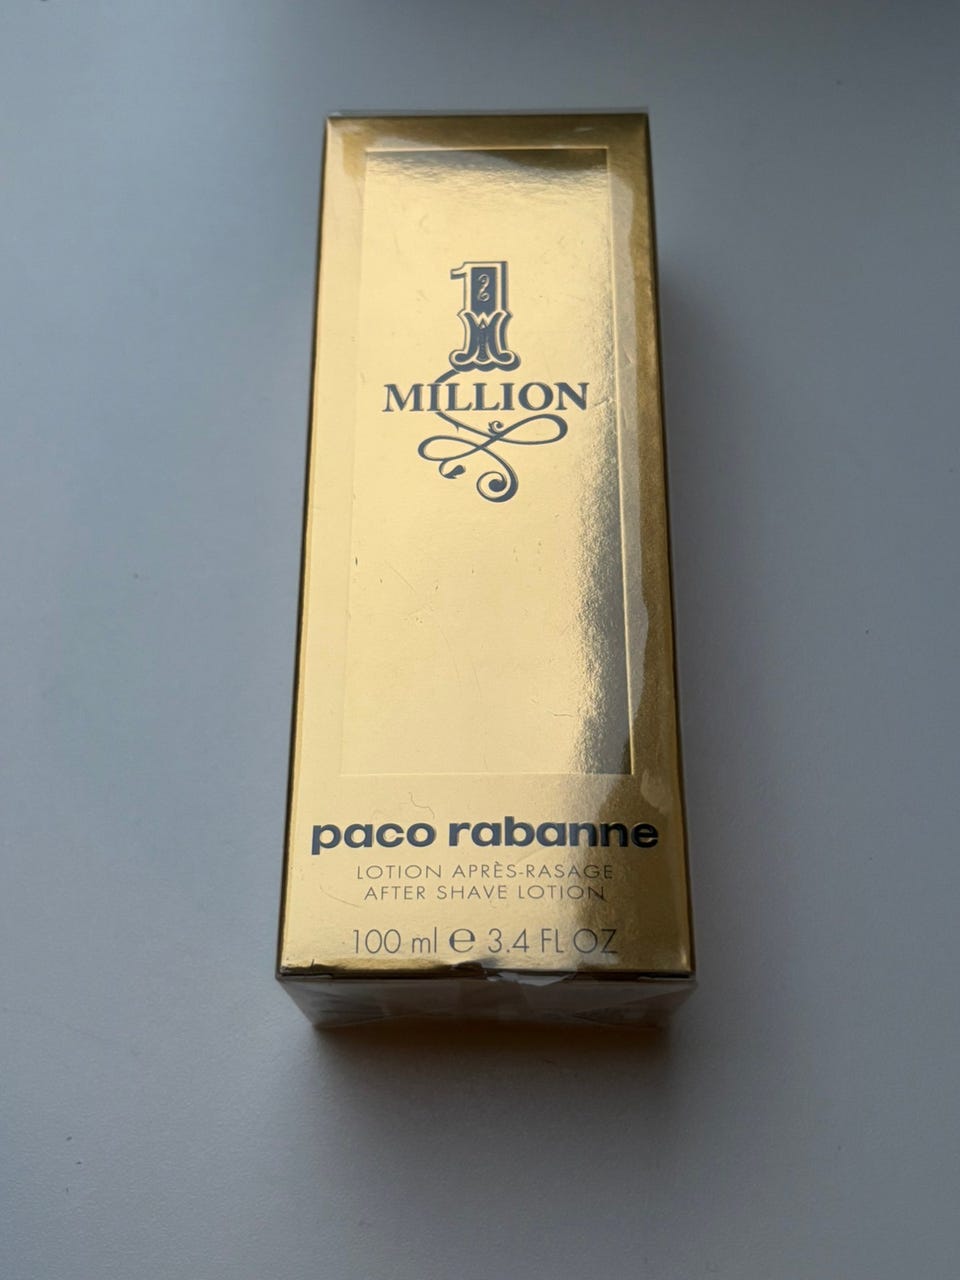 1
MILLION
paco rabanne
LOTION APRÈS-RASAGE
AFTER SHAVE LOTION
100 ml ℮ 3.4 FL OZ